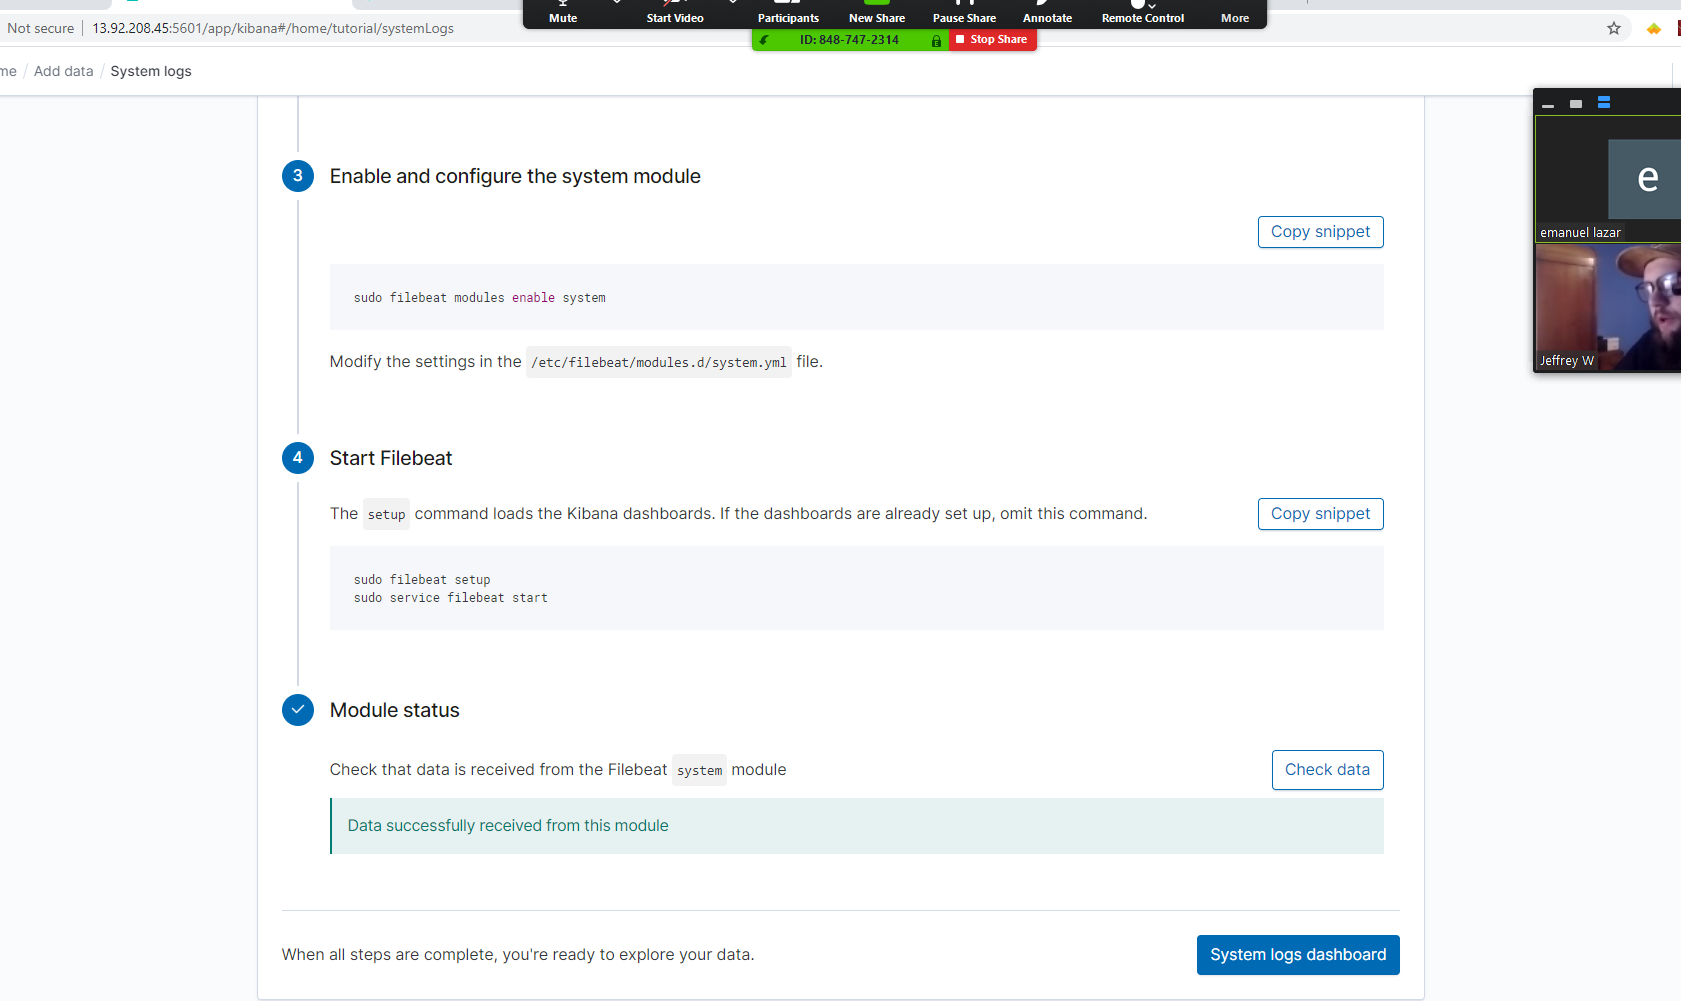 Mute
Start Video
Participants
New Share
Pause Share
Annotate
Remote Control
More
Not secure
13.92.208.45:5601/app/kibana#/home/tutorial/systemLogs
ID: 848-747-2314
Stop Share
me / Add data / System logs
e
emanuel lazar
Jeffrey W
3
Enable and configure the system module
Copy snippet
sudo filebeat modules enable system
Modify the settings in the /etc/filebeat/modules.d/system.yml file.
4
Start Filebeat
The setup command loads the Kibana dashboards. If the dashboards are already set up, omit this command.
Copy snippet
sudo filebeat setup
sudo service filebeat start
Module status
Check that data is received from the Filebeat system module
Check data
Data successfully received from this module
When all steps are complete, you're ready to explore your data.
System logs dashboard